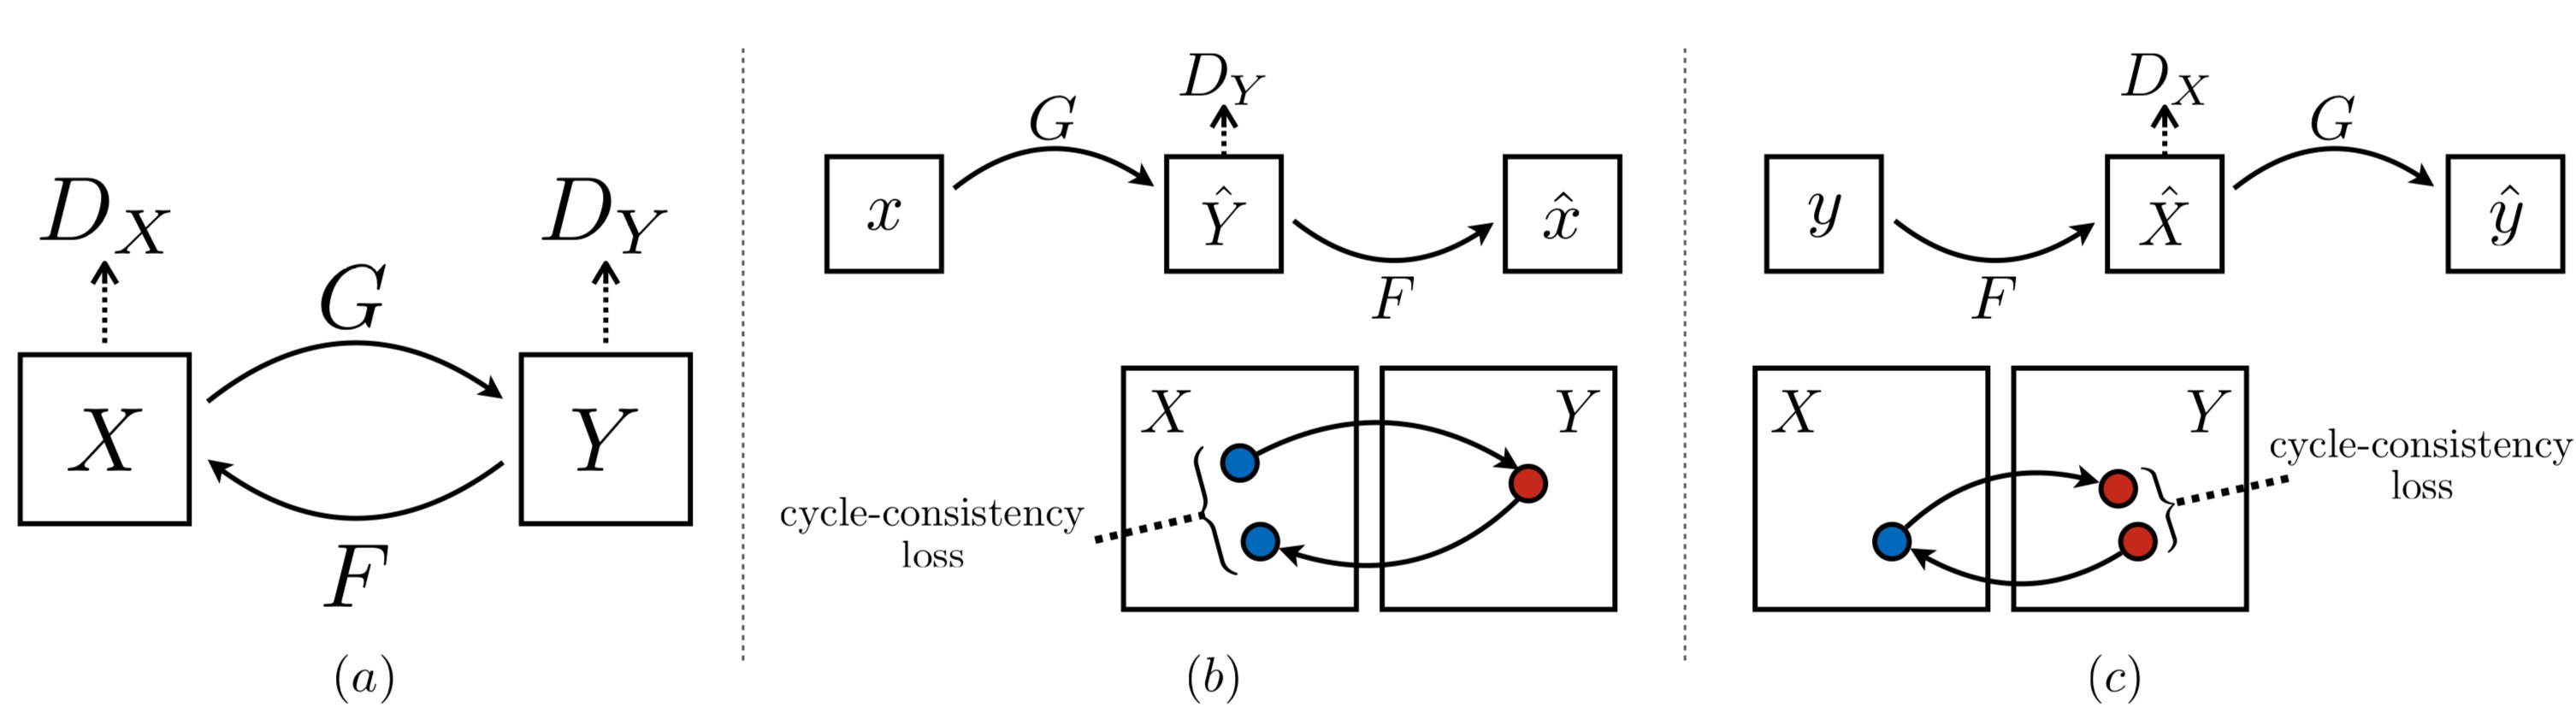 D_X
D_Y
G
X
Y
F
(a)
D_Y
G
x
Ŷ
x̂
F
X
Y
cycle-consistency
loss
(b)
D_X
G
y
X̂
ŷ
F
X
Y
cycle-consistency
loss
(c)